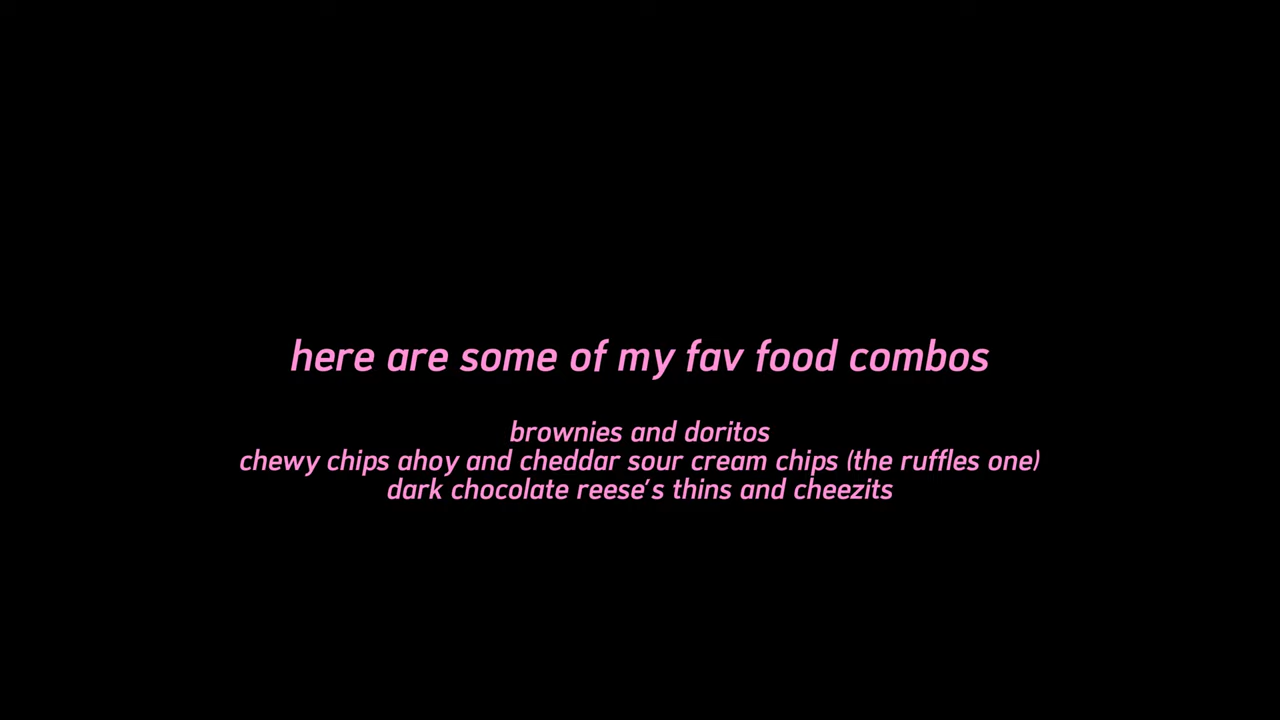 here are some of my fav food combos
brownies and doritos
chewy chips ahoy and cheddar sour cream chips (the ruffles one)
dark chocolate reese's thins and cheezits